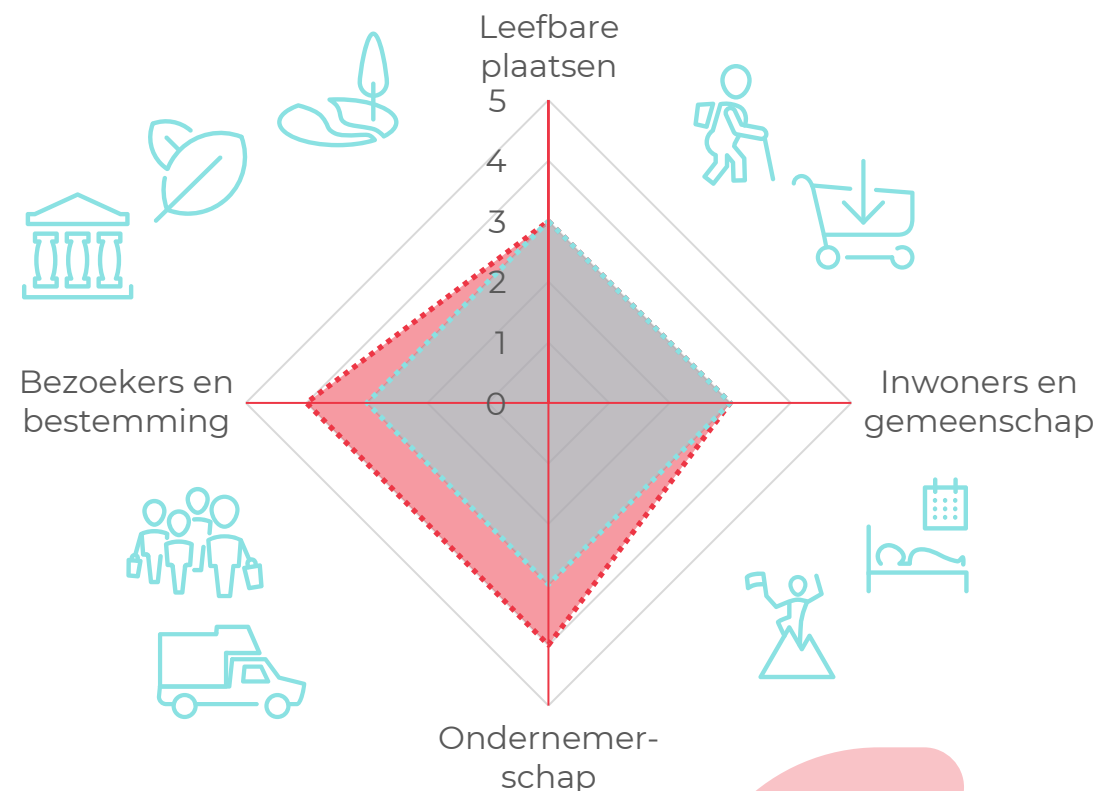 Leefbare
plaatsen
5
4
3
2
1
0
Bezoekers en
bestemming
Inwoners en
gemeenschap
Ondernemer-
schap